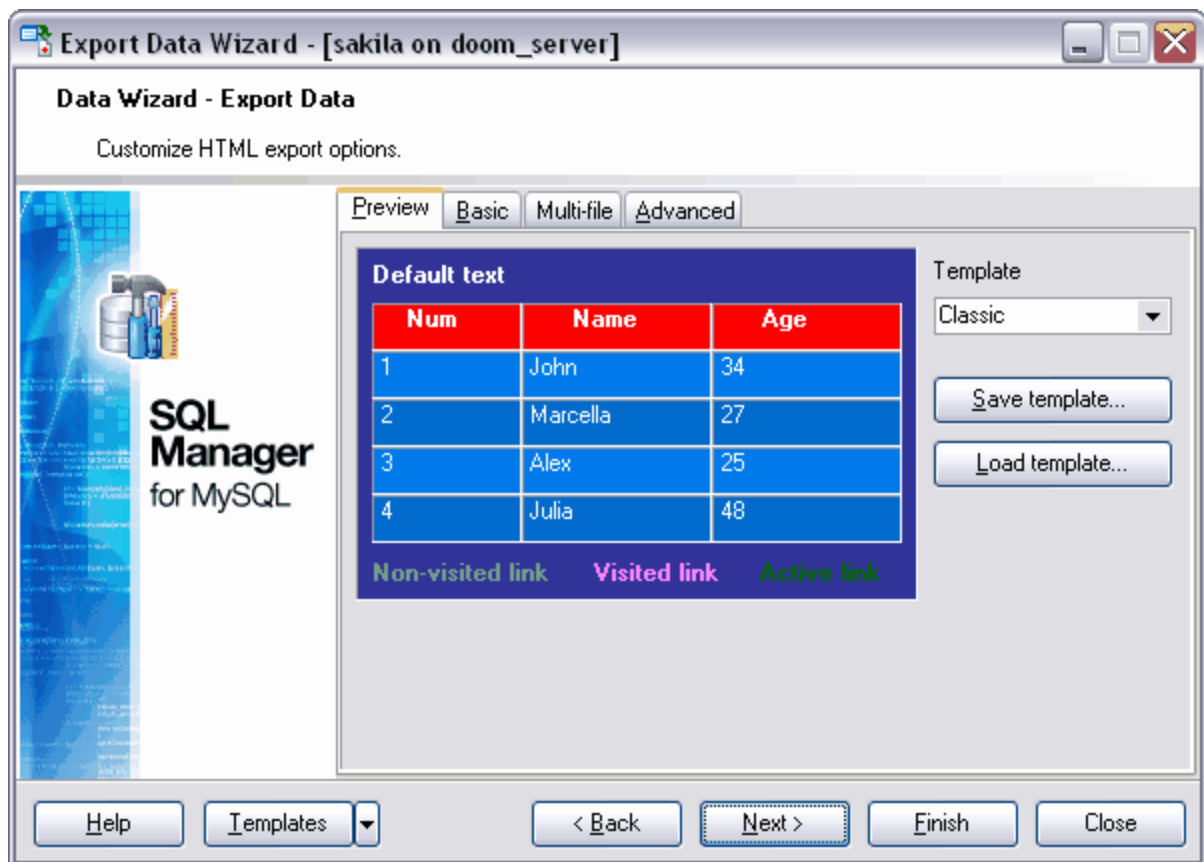 Export Data Wizard - [sakila on doom_server]
Data Wizard - Export Data
Customize HTML export options.
Preview Basic Multi-file Advanced
Default text
Num Name Age
1 John 34
2 Marcella 27
3 Alex 25
4 Julia 48
Non-visited link Visited link Active link
Template
Classic
Save template...
Load template...
SQL
Manager
for MySQL
Help Templates < Back Next > Finish Close